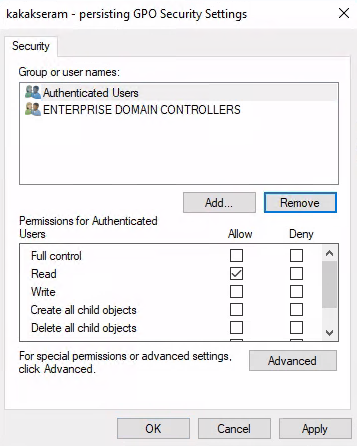 kakakseram - persisting GPO Security Settings
Security
Group or user names:
Authenticated Users
ENTERPRISE DOMAIN CONTROLLERS
Add...
Remove
Permissions for Authenticated
Users
Allow
Deny
Full control
Read
Write
Create all child objects
Delete all child objects
For special permissions or advanced settings,
click Advanced.
Advanced
OK
Cancel
Apply